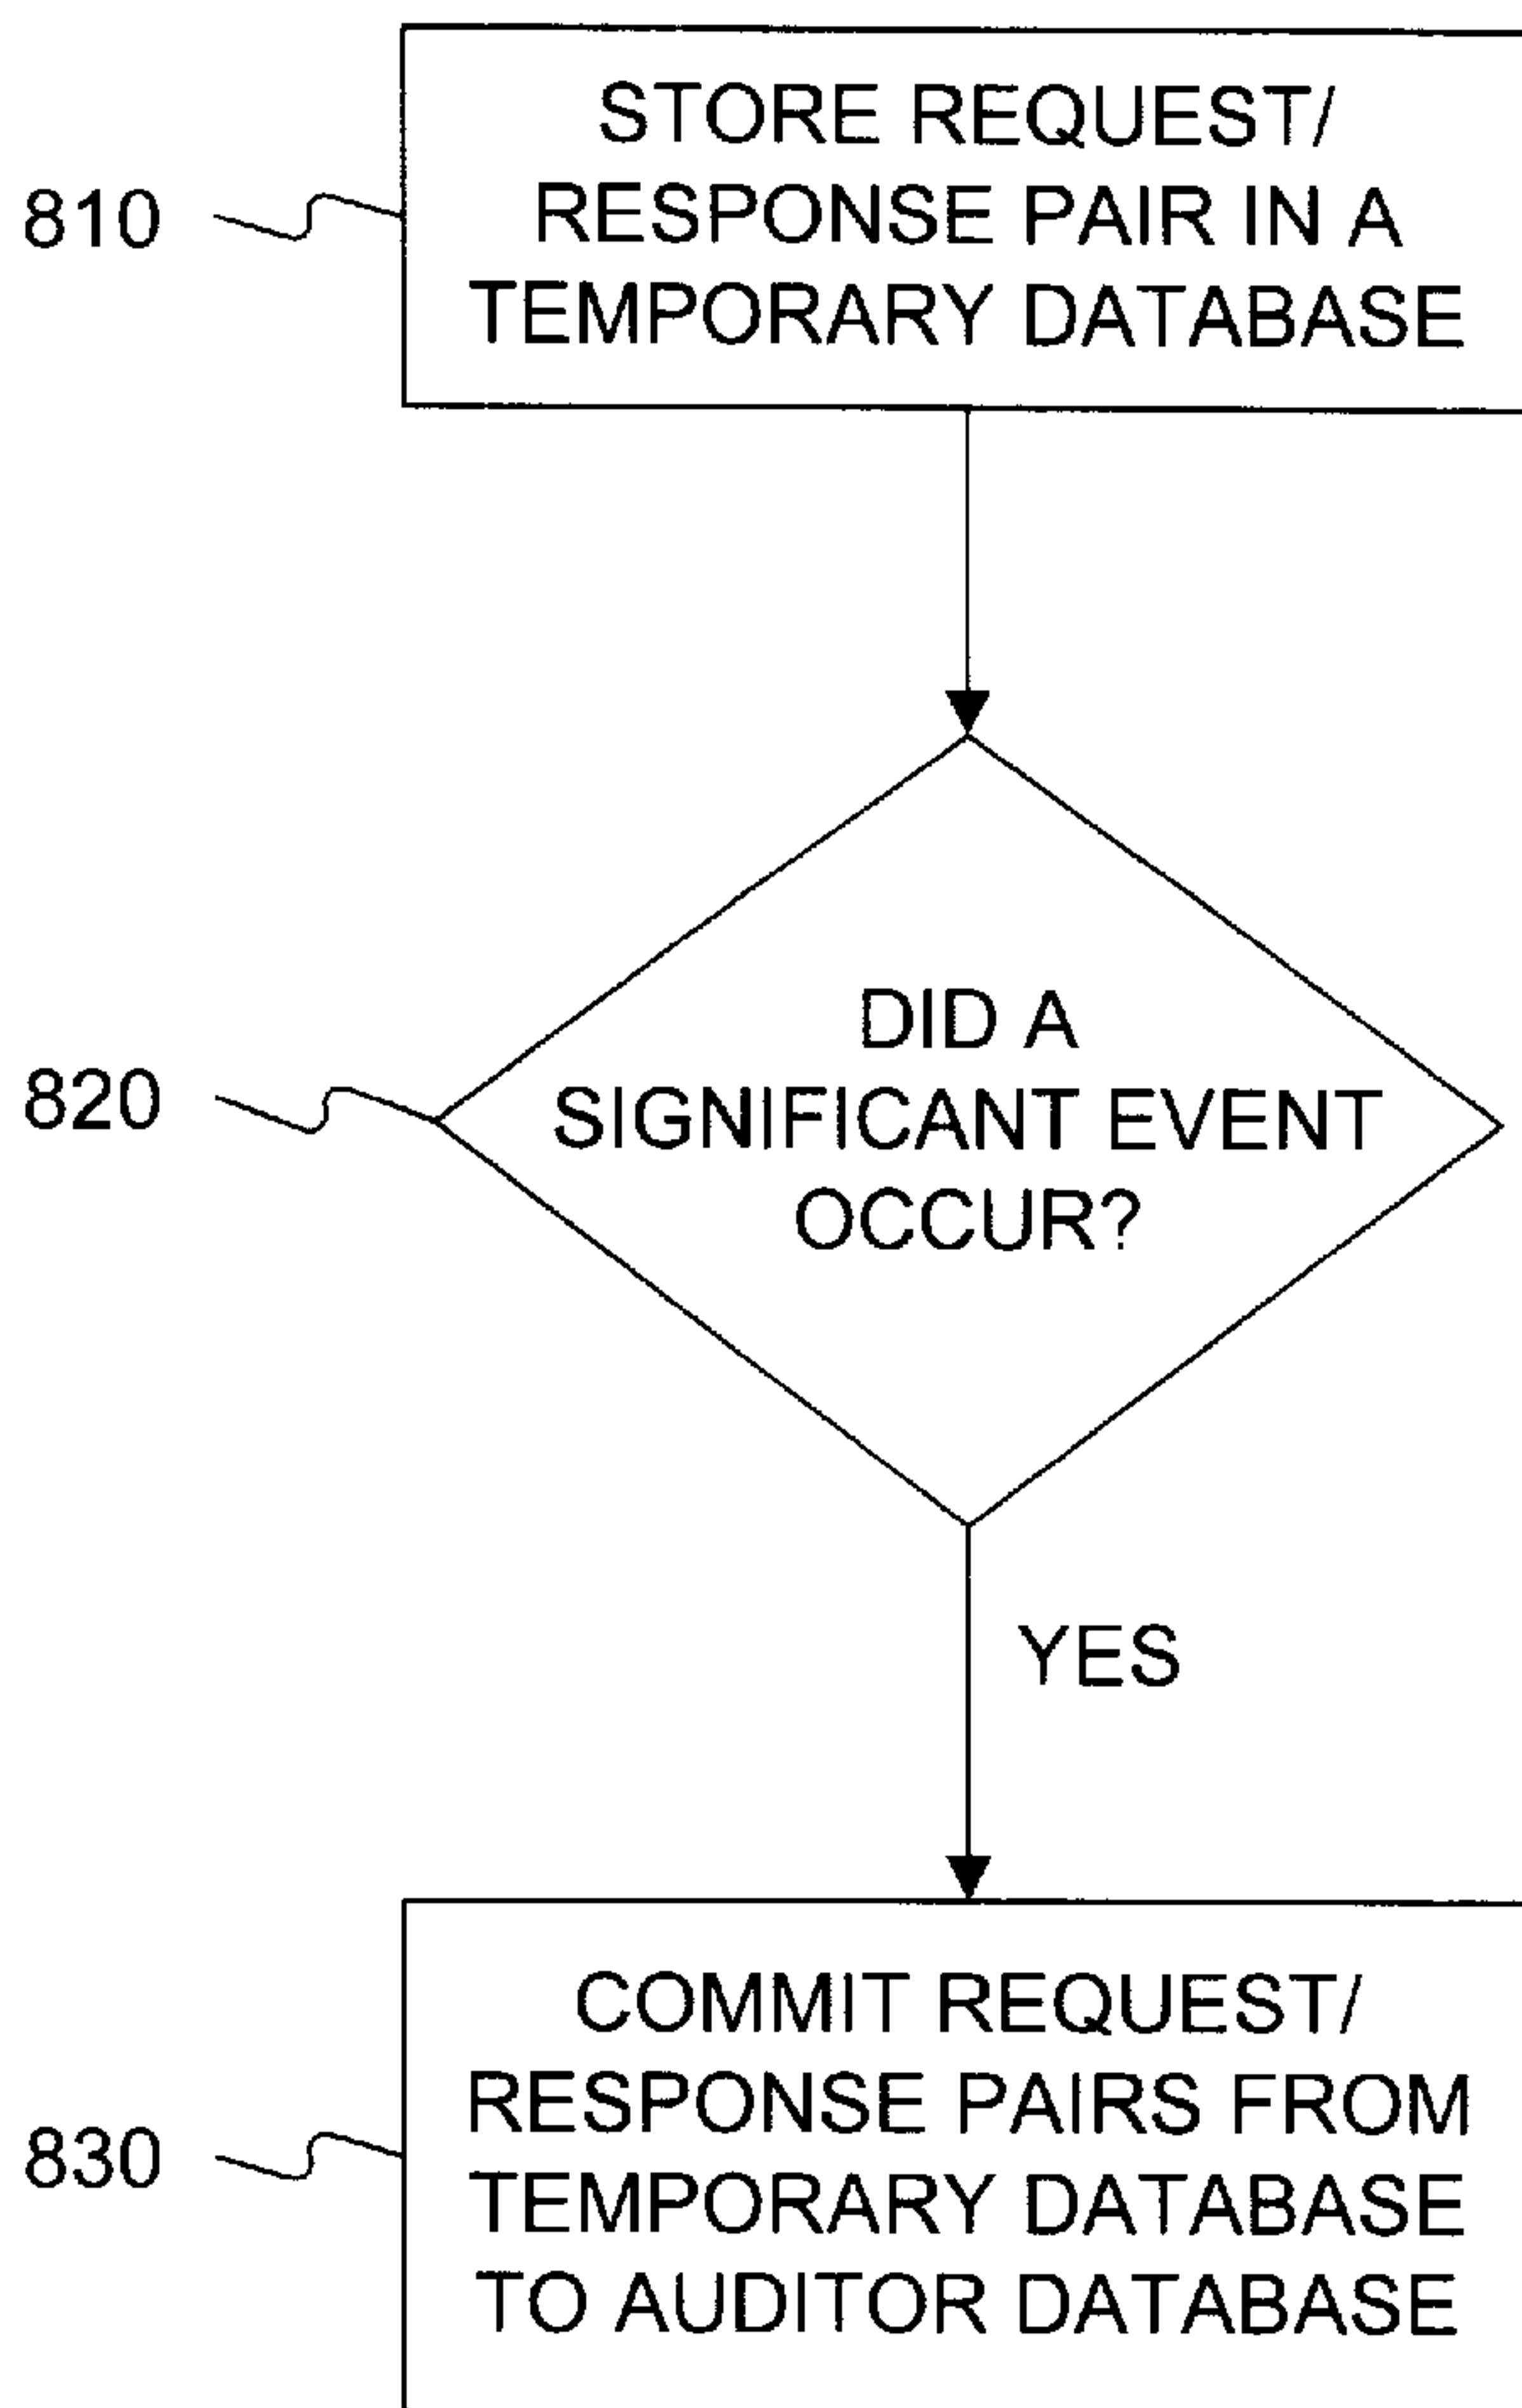 STORE REQUEST/
RESPONSE PAIR IN A
TEMPORARY DATABASE
810
DID A
SIGNIFICANT EVENT
OCCUR?
820
YES
COMMIT REQUEST/
RESPONSE PAIRS FROM
TEMPORARY DATABASE
TO AUDITOR DATABASE
830